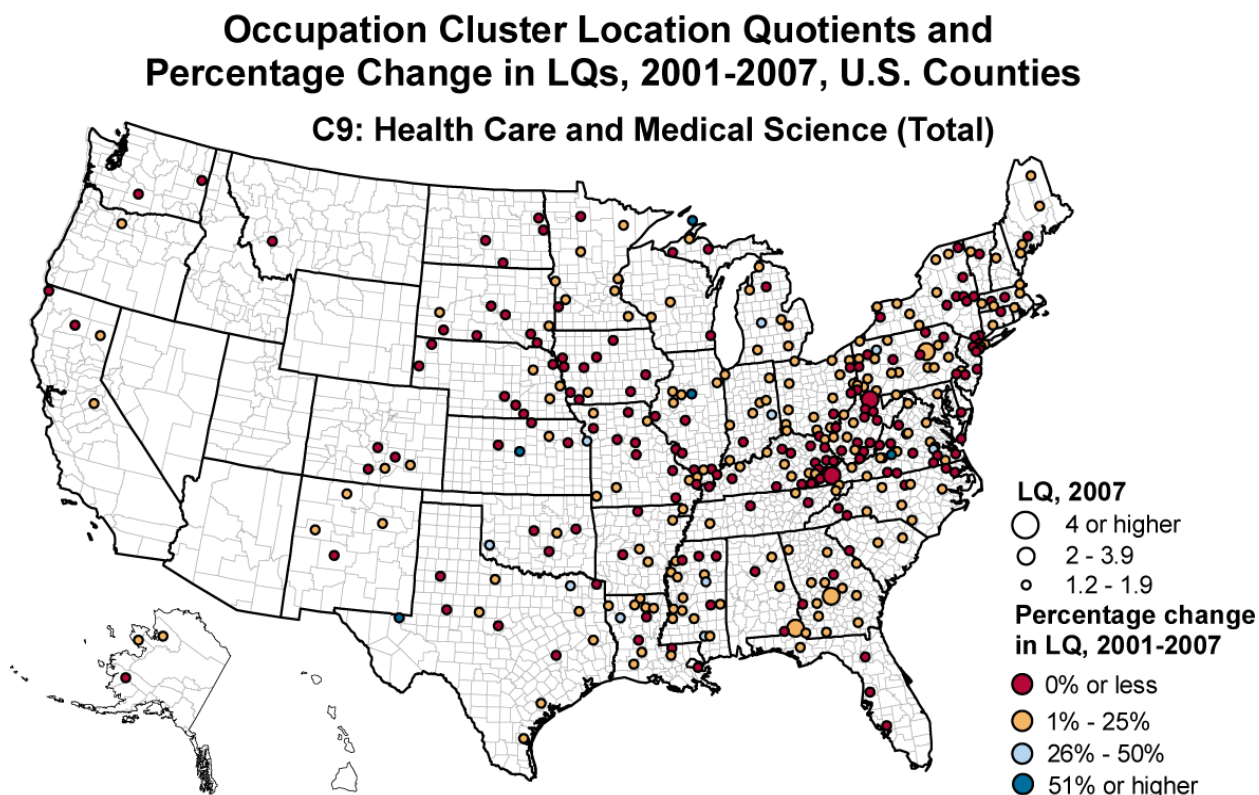 Occupation Cluster Location Quotients and
Percentage Change in LQs, 2001-2007, U.S. Counties
C9: Health Care and Medical Science (Total)
LQ, 2007
4 or higher
2 - 3.9
1.2 - 1.9
Percentage change
in LQ, 2001-2007
0% or less
1% - 25%
26% - 50%
51% or higher